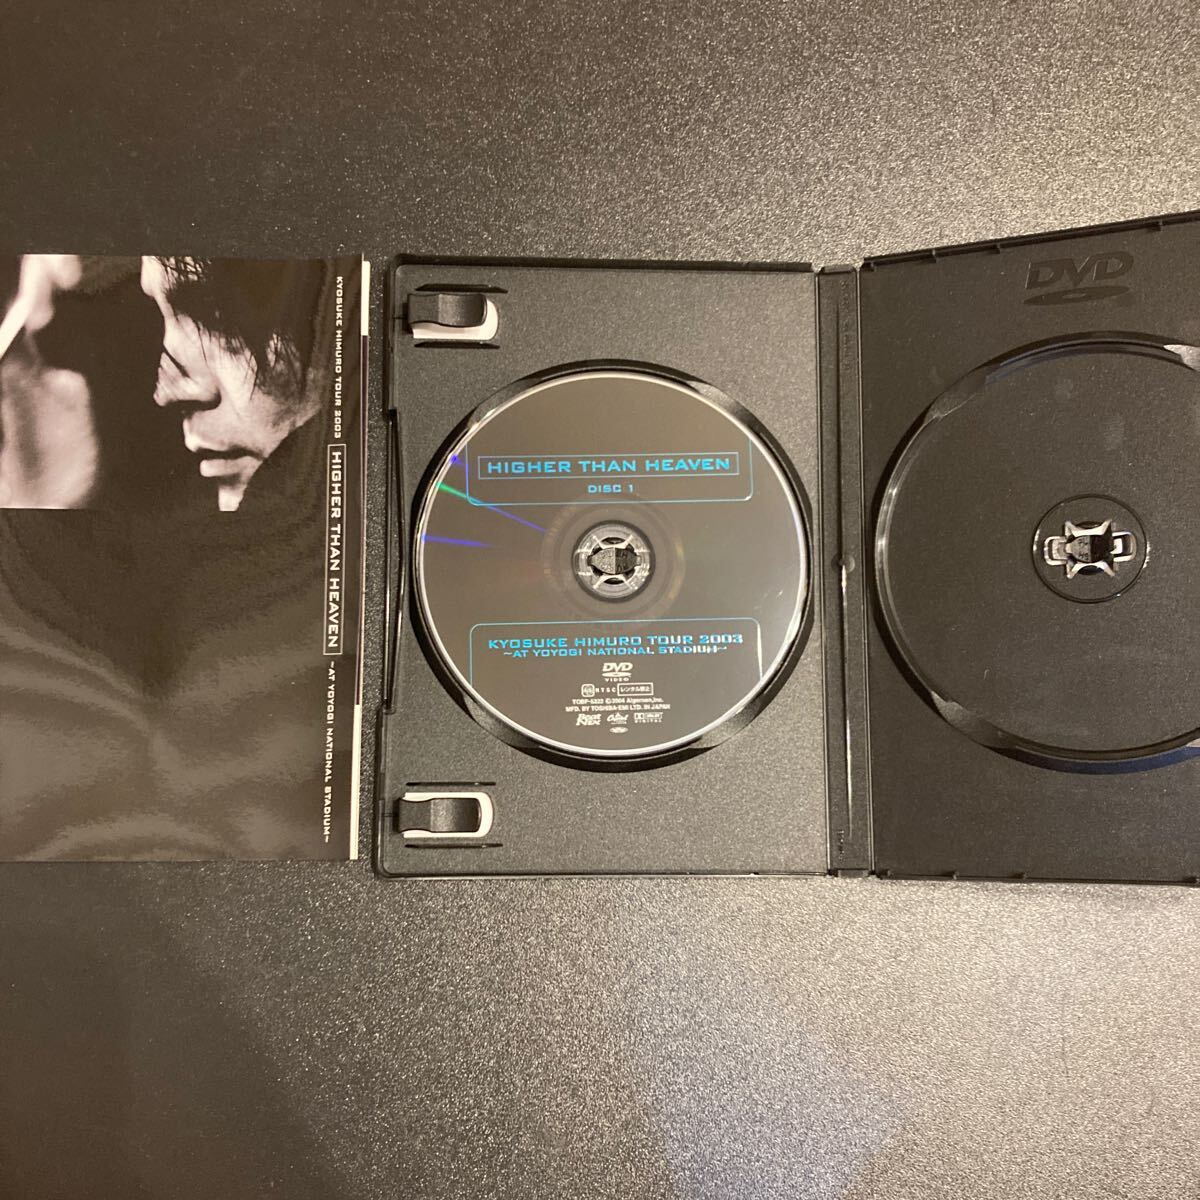 KYOSUKE HIMURO TOUR 2003
HIGHER THAN HEAVEN
~AT YOYOGI NATIONAL STADIUM~
HIGHER THAN HEAVEN
DISC 1
KYOSUKE HIMURO TOUR 2003
~AT YOYOGI NATIONAL STADIUM~
DVD
VIDEO
NTSC レンタル禁止
MFD. BY TOSHIBA-EMI LTD. IN JAPAN
DIGITAL
DVD